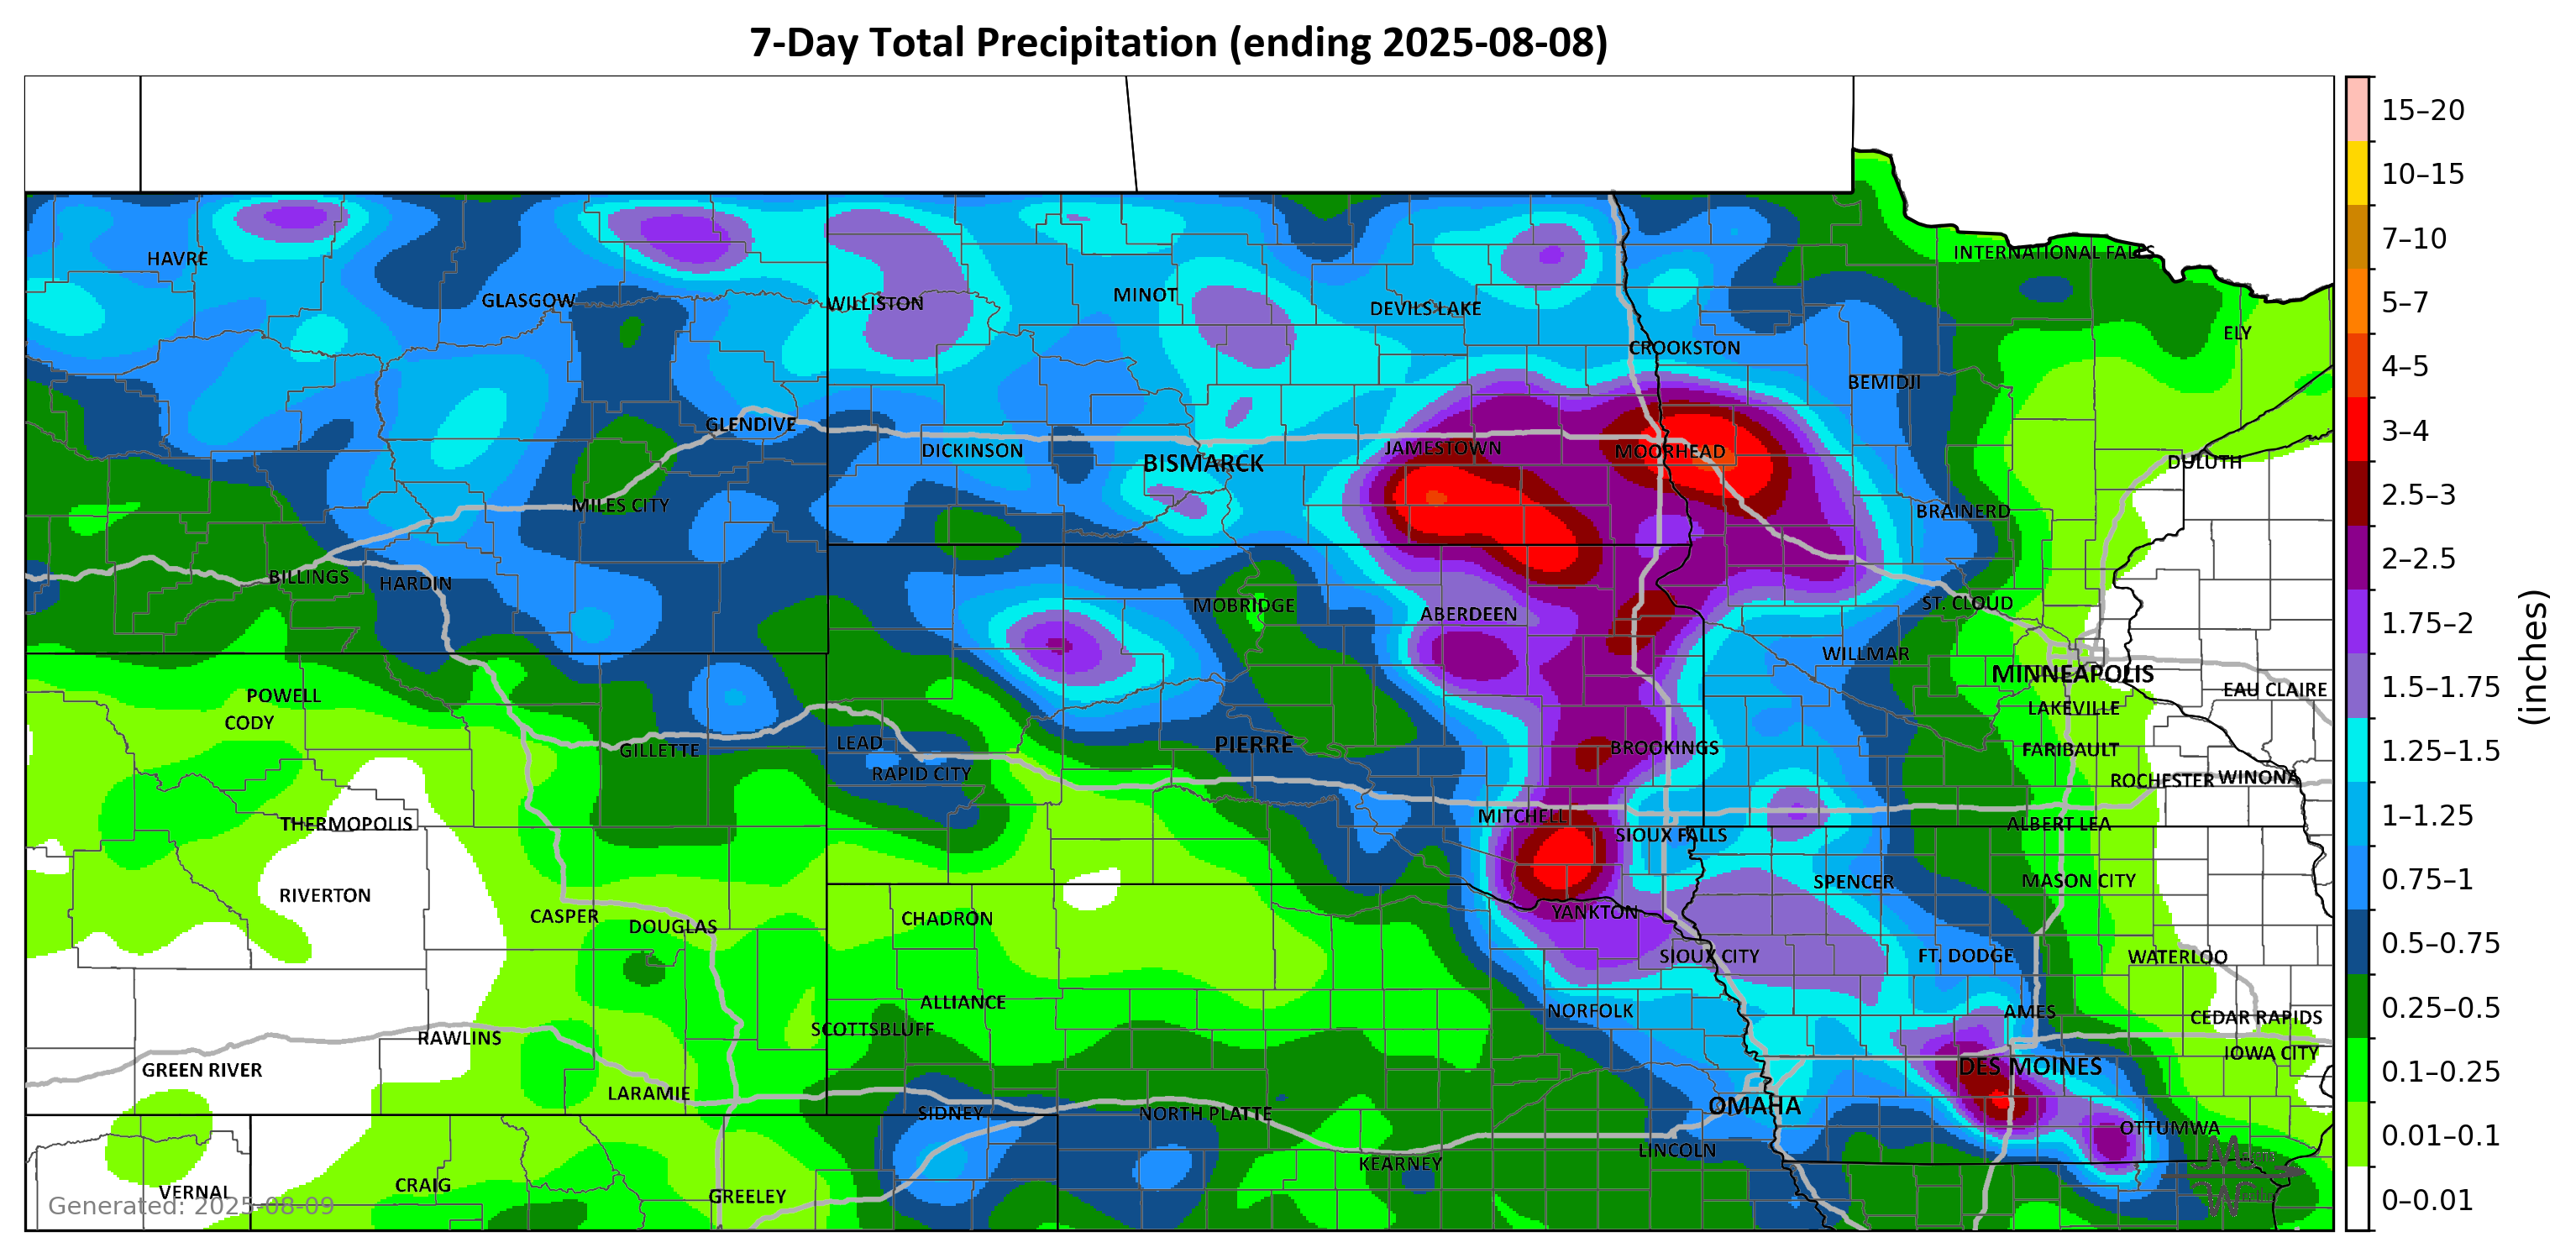 7-Day Total Precipitation (ending 2025-08-08)
15–20
10–15
7–10
5–7
4–5
3–4
2.5–3
2–2.5
1.75–2
1.5–1.75
1.25–1.5
1–1.25
0.75–1
0.5–0.75
0.25–0.5
0.1–0.25
0.01–0.1
0–0.01
(inches)
INTERNATIONAL FALLS
HAVRE
GLASGOW
WILLISTON
MINOT
DEVILS LAKE
ELY
CROOKSTON
BEMIDJI
GLENDIVE
DICKINSON
BISMARCK
JAMESTOWN
MOORHEAD
DULUTH
MILES CITY
BRAINERD
BILLINGS
HARDIN
MOBRIDGE
ABERDEEN
ST. CLOUD
WILLMAR
MINNEAPOLIS
EAU CLAIRE
POWELL
CODY
LAKEVILLE
GILLETTE
LEAD
PIERRE
BROOKINGS
FARIBAULT
RAPID CITY
ROCHESTER
WINONA
THERMOPOLIS
MITCHELL
SIOUX FALLS
ALBERT LEA
RIVERTON
SPENCER
MASON CITY
CASPER
DOUGLAS
CHADRON
YANKTON
SIOUX CITY
FT. DODGE
WATERLOO
ALLIANCE
NORFOLK
AMES
CEDAR RAPIDS
SCOTTSBLUFF
RAWLINS
IOWA CITY
GREEN RIVER
DES MOINES
LARAMIE
SIDNEY
NORTH PLATTE
OMAHA
OTTUMWA
KEARNEY
LINCOLN
VERNAL
CRAIG
GREELEY
Generated: 2025-08-09